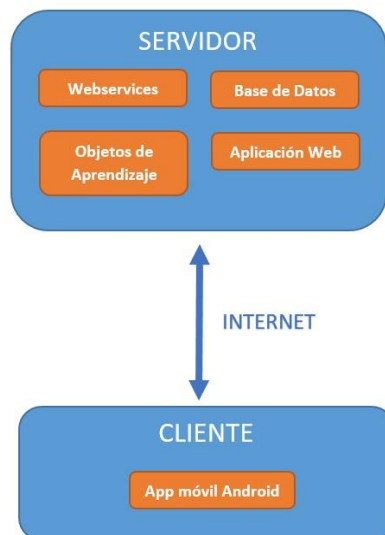 SERVIDOR
Webservices
Base de Datos
Objetos de
Aprendizaje
Aplicación Web
INTERNET
CLIENTE
App móvil Android